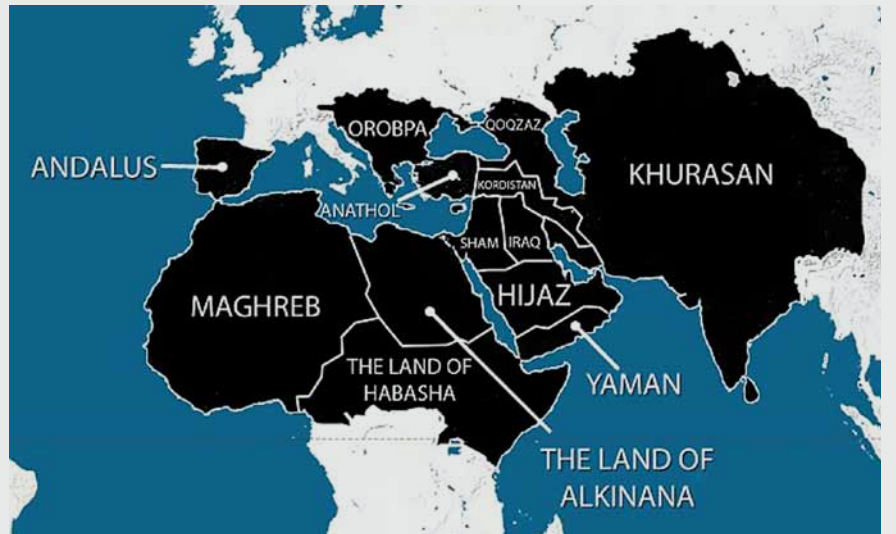 OROBPA
QOQZAZ
ANDALUS
KHURASAN
KORDISTAN
ANATHOL
SHAM
IRAQ
HIJAZ
MAGHREB
THE LAND OF
HABASHA
YAMAN
THE LAND OF
ALKINANA